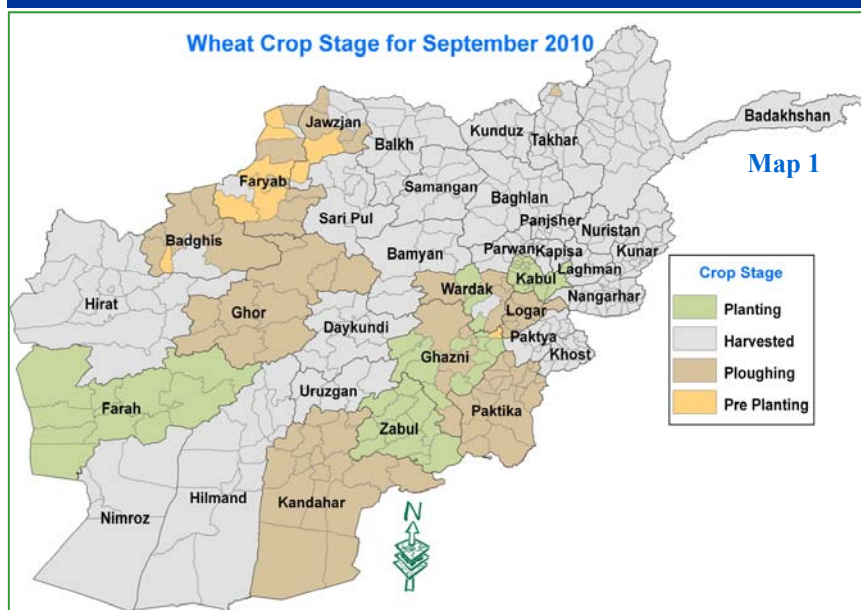 Wheat Crop Stage for September 2010
Badakhshan
Jawzjan
Kunduz
Takhar
Balkh
Map 1
Faryab
Samangan
Baghlan
Sari Pul
Panjsher
Nuristan
Badghis
Bamyan
Parwan
Kapisa
Kunar
Laghman
Crop Stage
Wardak
Kabul
Hirat
Nangarhar
Planting
Ghor
Logar
Daykundi
Paktya
Harvested
Ghazni
Khost
Ploughing
Uruzgan
Farah
Paktika
Pre Planting
Zabul
Hilmand
Kandahar
Nimroz
N